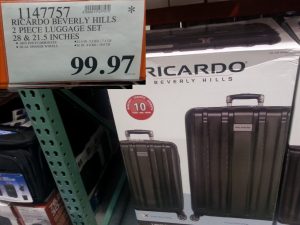 1147757
RICARDO BEVERLY HILLS
2 PIECE LUGGAGE SET
28 & 21.5 INCHES
99.97
RICARDO
BEVERLY HILLS
10